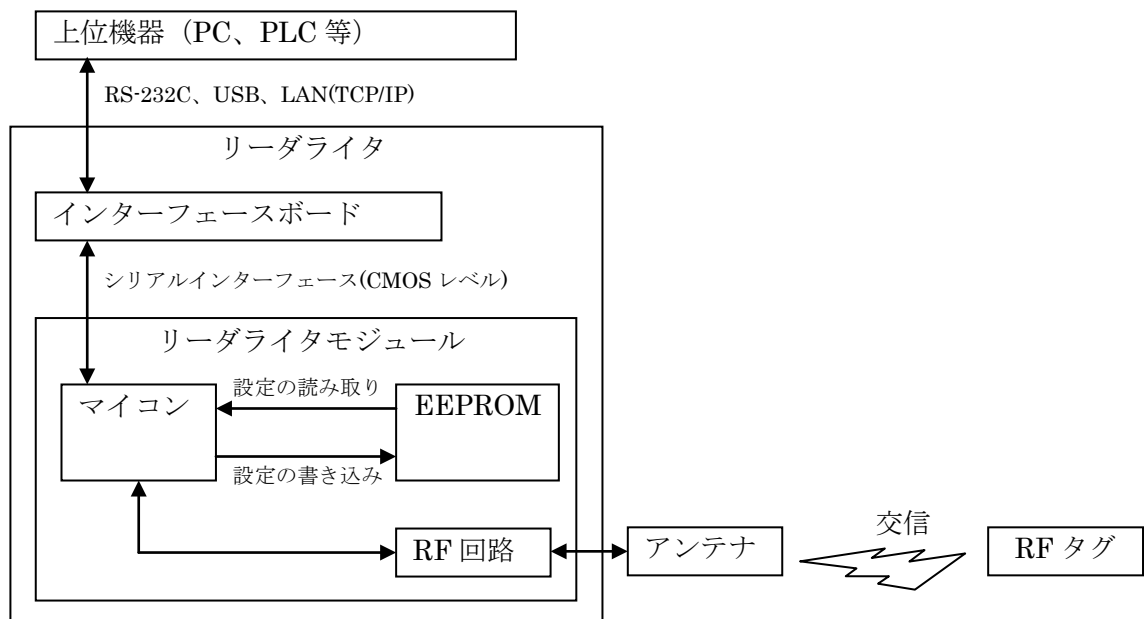 上位機器（PC、PLC 等）
RS-232C、USB、LAN(TCP/IP)
リーダライタ
インターフェースボード
シリアルインターフェース(CMOS レベル)
リーダライタモジュール
マイコン
設定の読み取り
EEPROM
設定の書き込み
RF 回路
アンテナ
交信
RF タグ